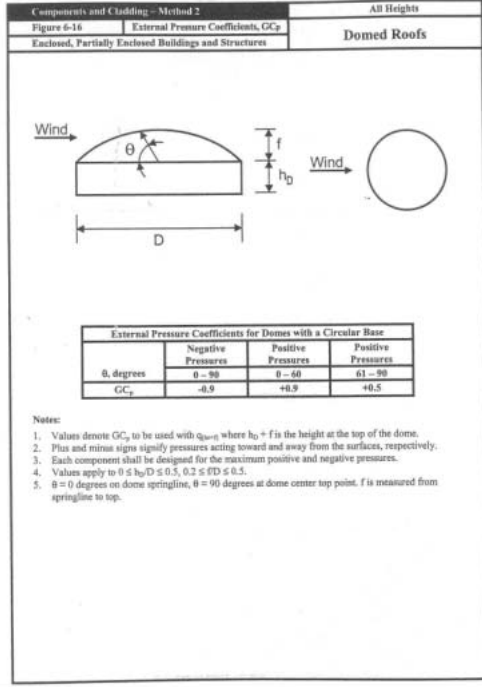 Components and Cladding – Method 2
All Heights
Figure 6-16
External Pressure Coefficients, GCp
Domed Roofs
Enclosed, Partially Enclosed Buildings and Structures
Wind
θ
f
hD
D
Wind
External Pressure Coefficients for Domes with a Circular Base
θ, degrees
Negative Pressures
Positive Pressures
Positive Pressures
0 – 90
0 – 60
61 – 90
GCp
-0.9
+0.9
+0.5
Notes:
1. Values denote GCp to be used with q(hD+f) where hD + f is the height at the top of the dome.
2. Plus and minus signs signify pressures acting toward and away from the surfaces, respectively.
3. Each component shall be designed for the maximum positive and negative pressures.
4. Values apply to 0 ≤ hD/D ≤ 0.5, 0.2 ≤ f/D ≤ 0.5.
5. θ = 0 degrees on dome springline, θ = 90 degrees at dome center top point. f is measured from
springline to top.